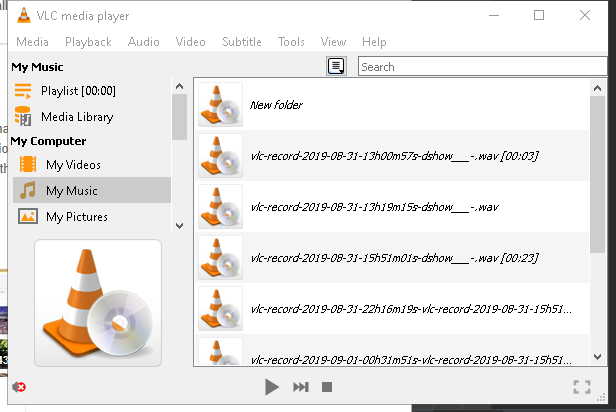 VLC media player
Media Playback Audio Video Subtitle Tools View Help
My Music
Search
Playlist [00:00]
Media Library
My Computer
My Videos
My Music
My Pictures
New folder
vlc-record-2019-08-31-13h00m57s-dshow___-.wav [00:03]
vlc-record-2019-08-31-13h19m15s-dshow___-.wav
vlc-record-2019-08-31-15h51m01s-dshow___-.wav [00:23]
vlc-record-2019-08-31-22h16m19s-vlc-record-2019-08-31-15h51...
vlc-record-2019-09-01-00h31m51s-vlc-record-2019-08-31-15h51...